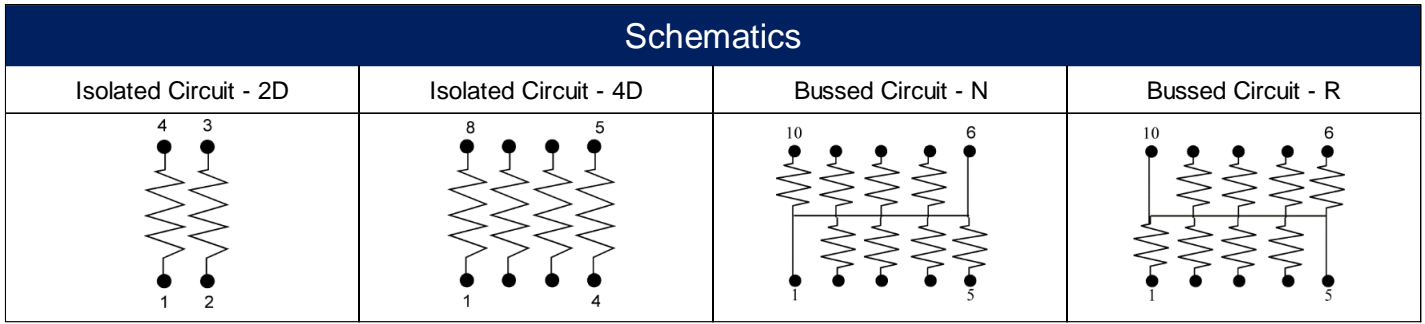 Schematics
Isolated Circuit - 2D
Isolated Circuit - 4D
Bussed Circuit - N
Bussed Circuit - R
4 3
1 2
8 5
1 4
10 6
1 5
10 6
1 5